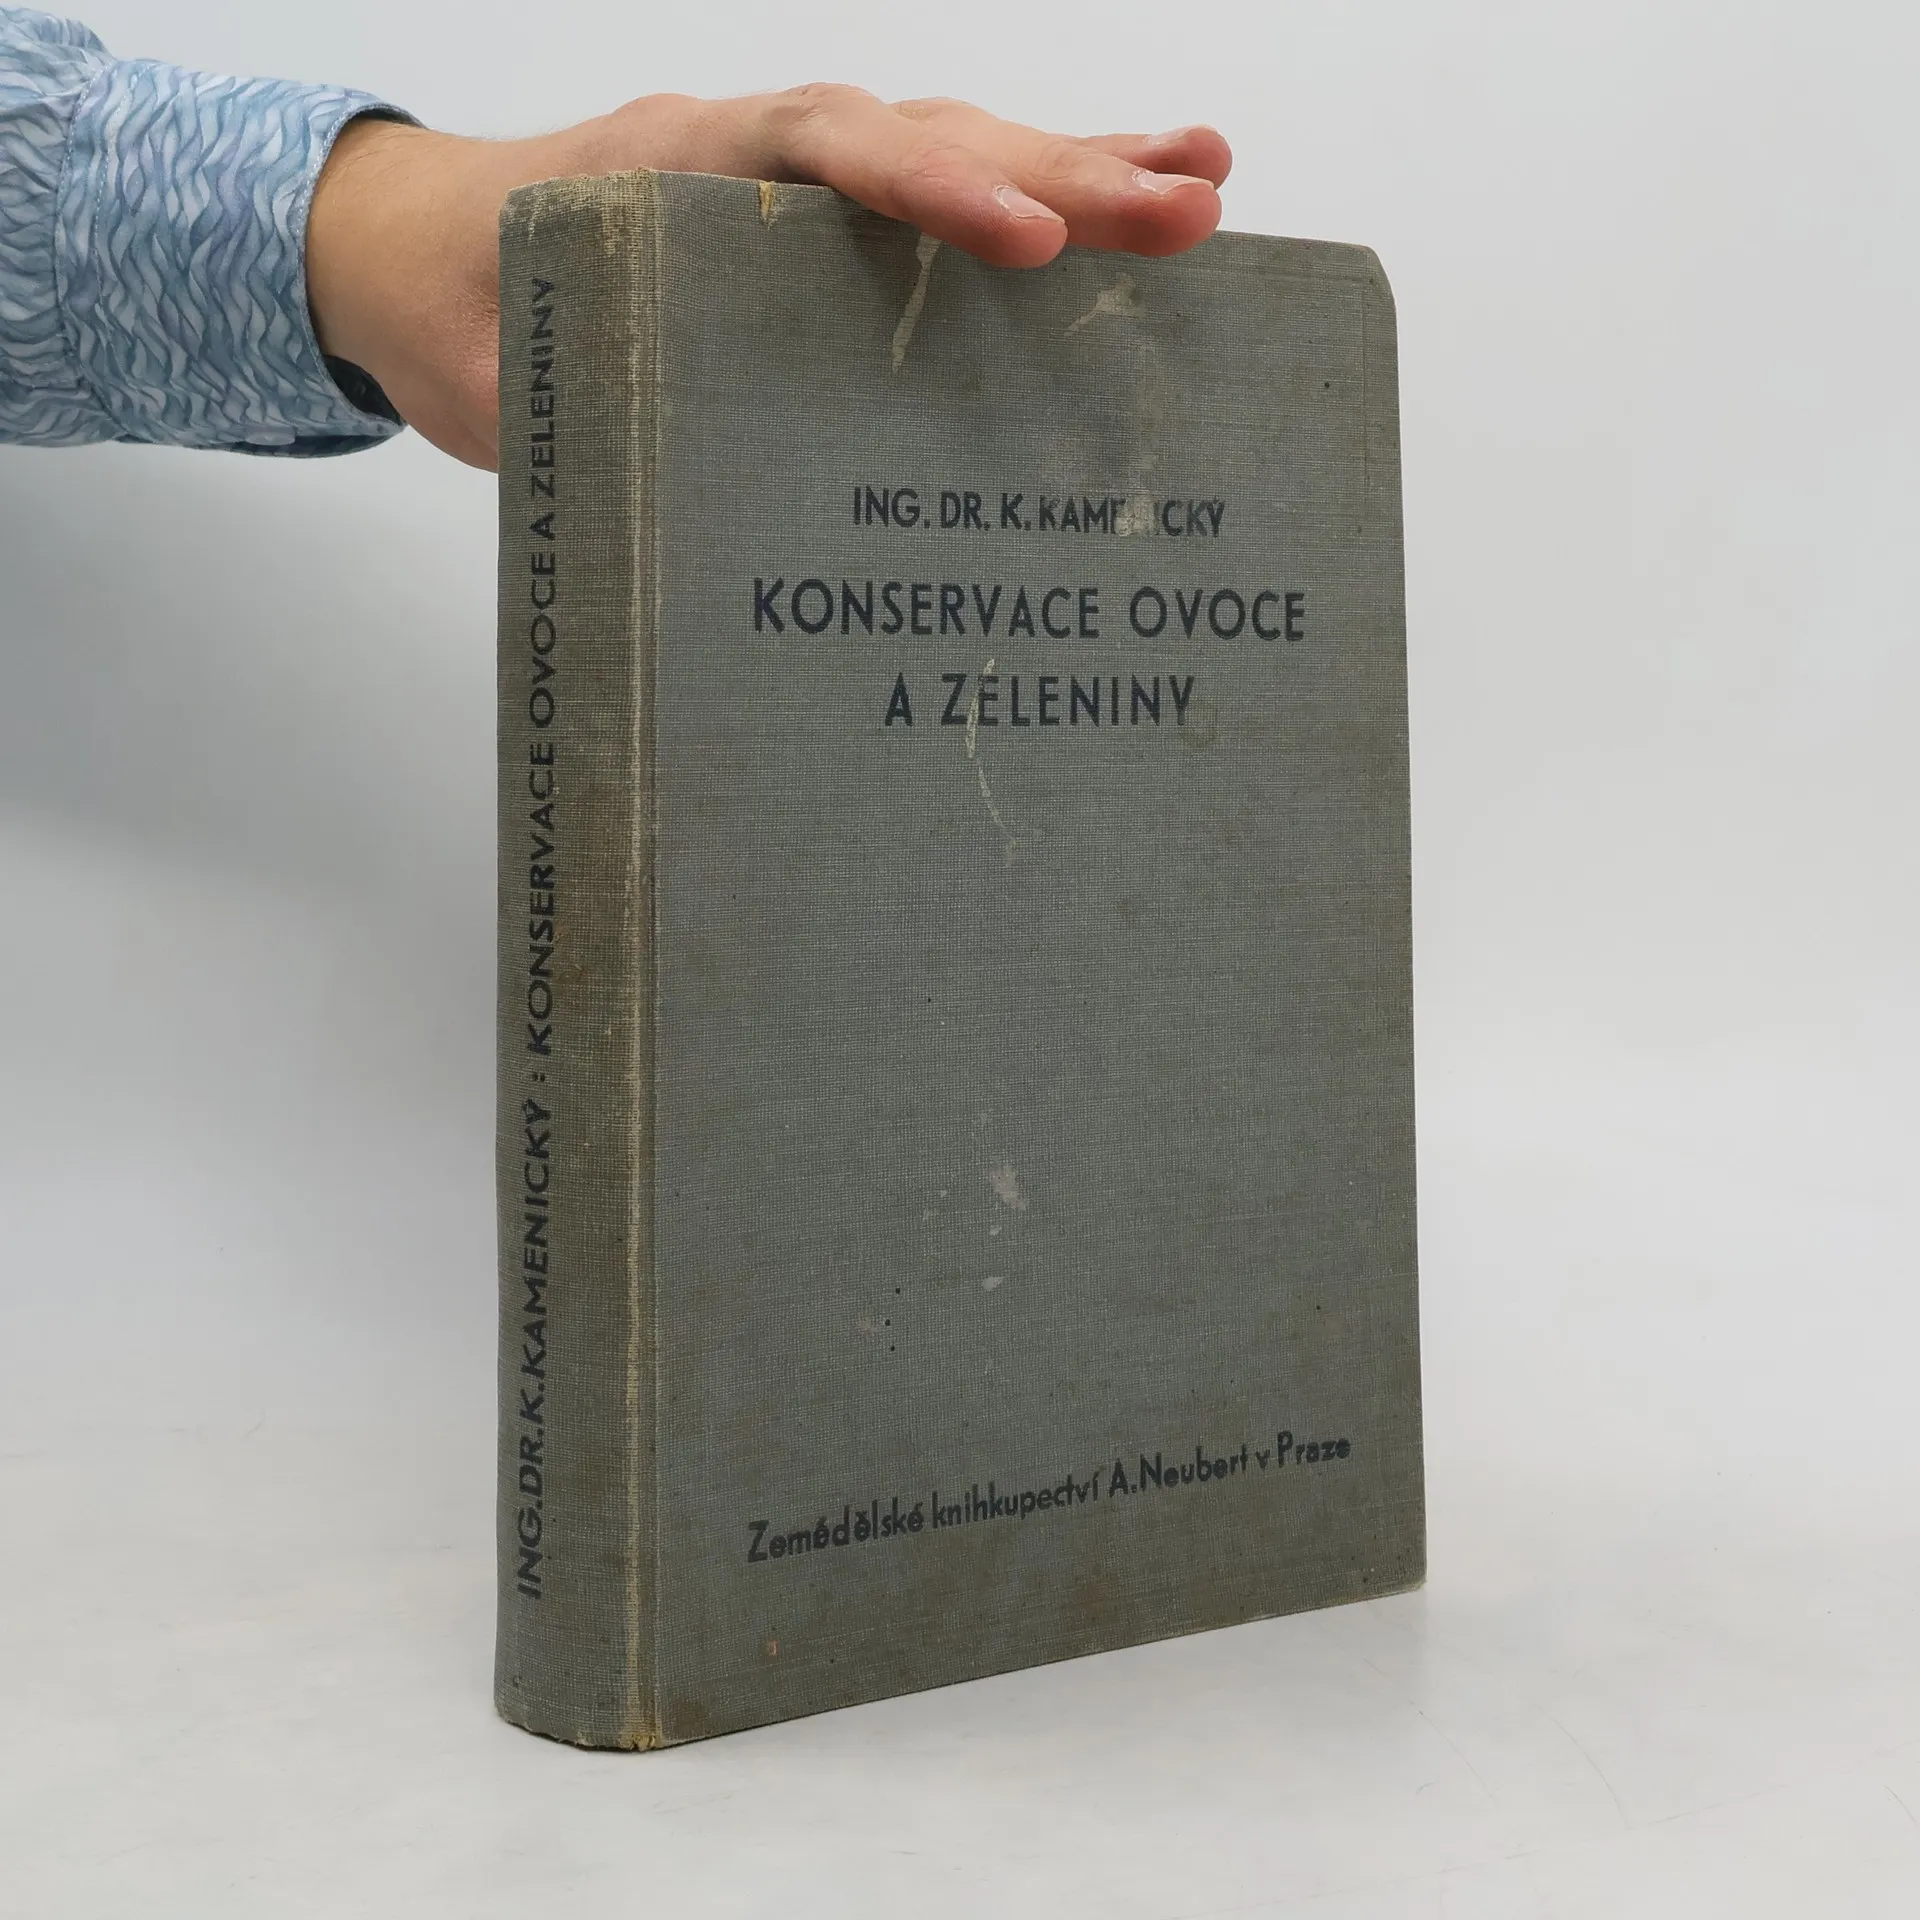 ING. DR. K. KAMENICKÝ : KONSERVACE OVOCE A ZELENINY
ING. DR. K. KAMENICKÝ
KONSERVACE OVOCE
A ZELENINY
Zemědělské knihkupectví A. Neubert v Praze